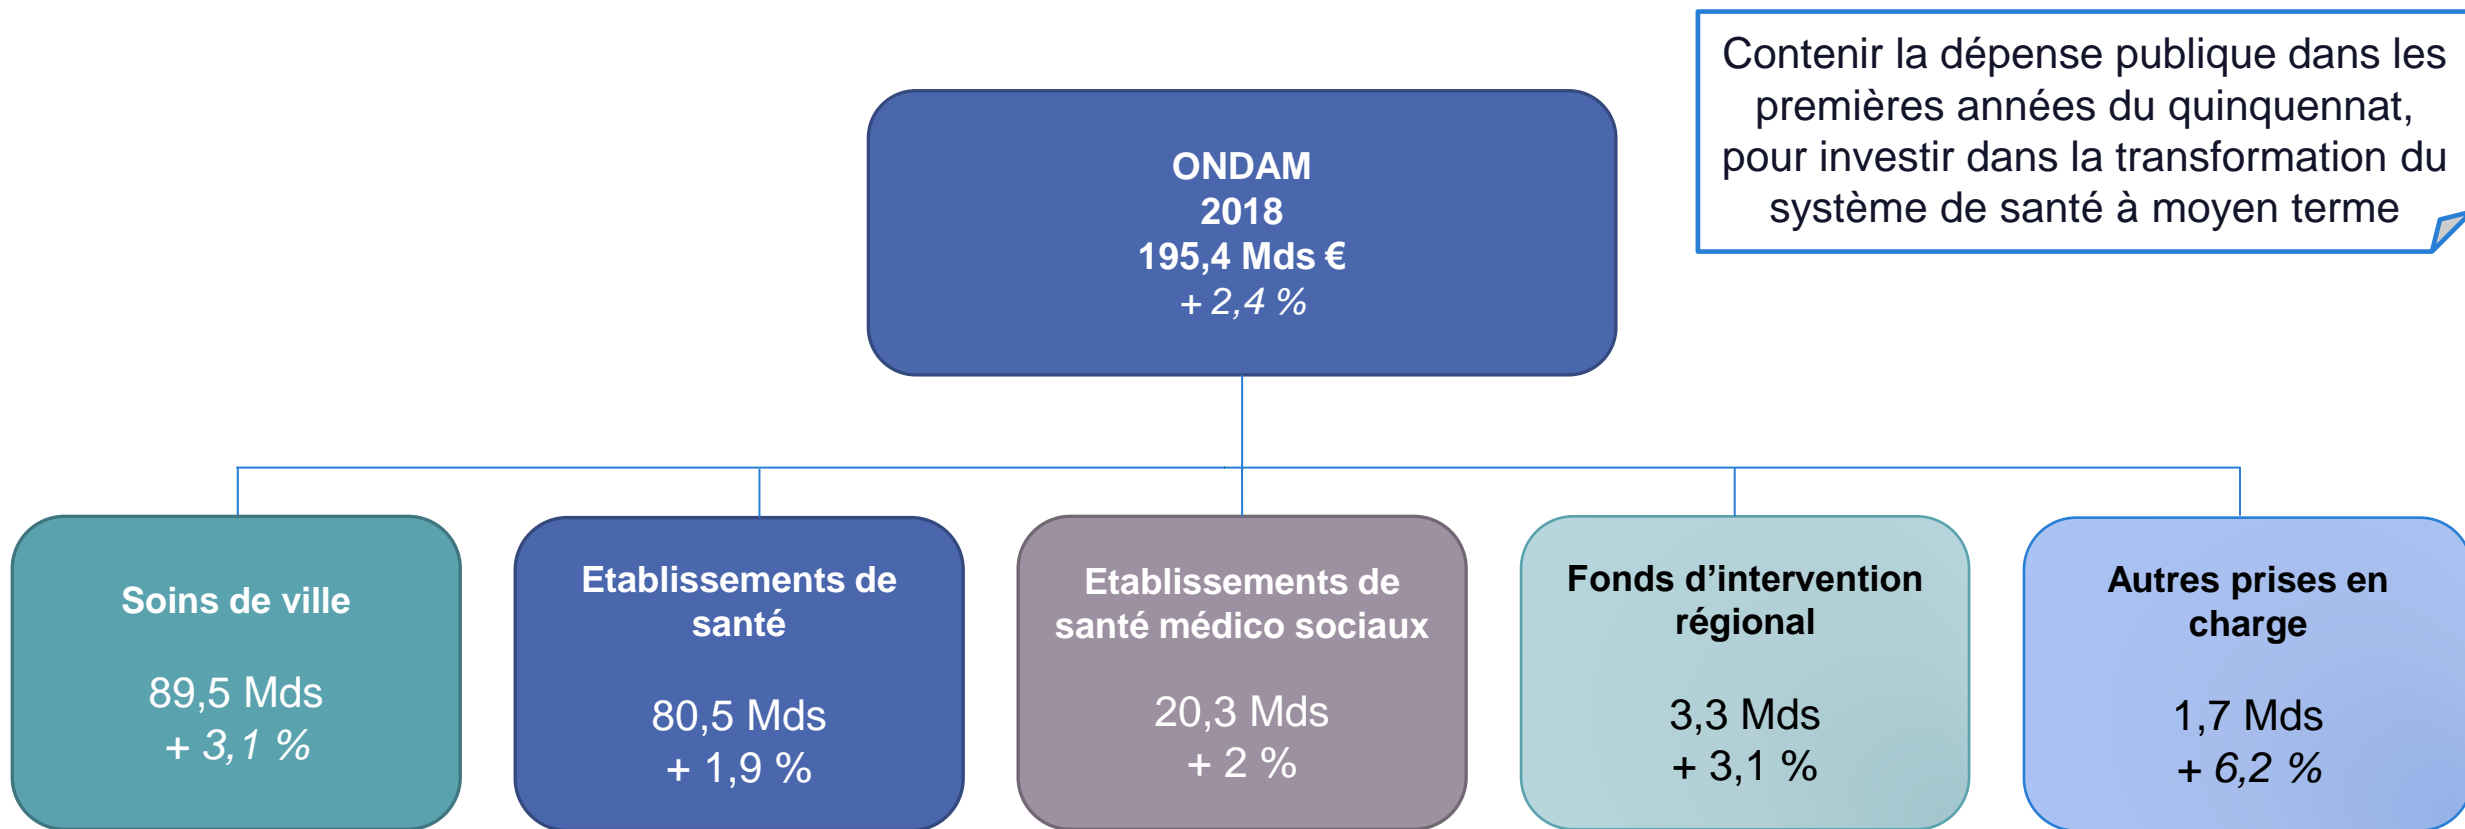 Contenir la dépense publique dans les
premières années du quinquennat,
pour investir dans la transformation du
système de santé à moyen terme
ONDAM
2018
195,4 Mds €
+ 2,4 %
Soins de ville
89,5 Mds
+ 3,1 %
Etablissements de
santé
80,5 Mds
+ 1,9 %
Etablissements de
santé médico sociaux
20,3 Mds
+ 2 %
Fonds d’intervention
régional
3,3 Mds
+ 3,1 %
Autres prises en
charge
1,7 Mds
+ 6,2 %